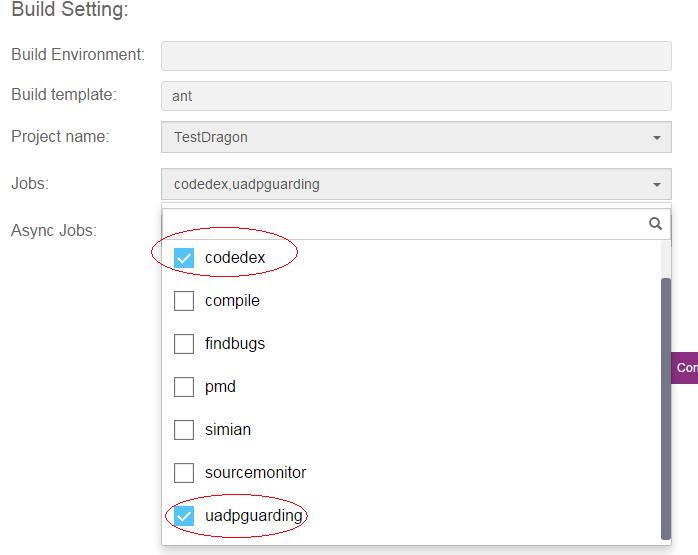 Build Setting:
Build Environment:
Build template: ant
Project name: TestDragon
Jobs: codedex,uadpguarding
Async Jobs:
codedex
compile
findbugs
Con
pmd
simian
sourcemonitor
uadpguarding